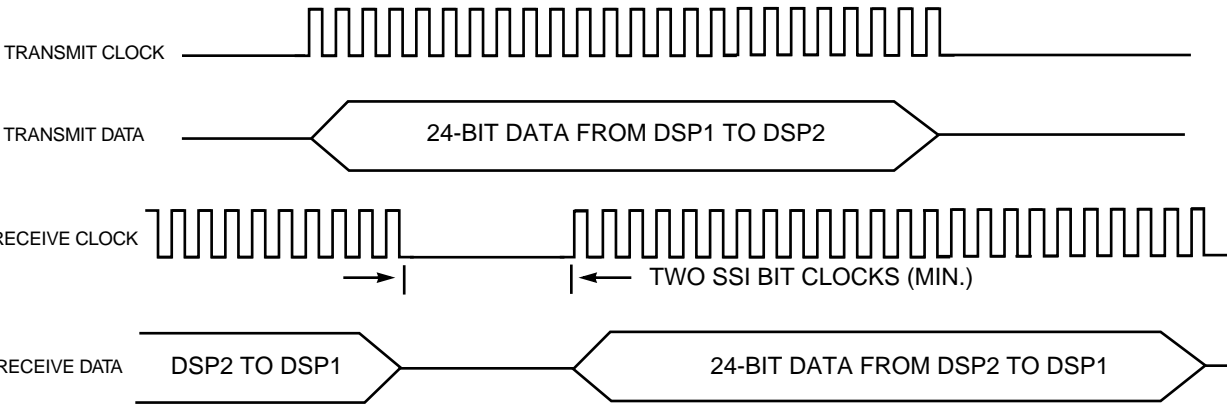 TRANSMIT CLOCK
TRANSMIT DATA
24-BIT DATA FROM DSP1 TO DSP2
RECEIVE CLOCK
TWO SSI BIT CLOCKS (MIN.)
RECEIVE DATA
DSP2 TO DSP1
24-BIT DATA FROM DSP2 TO DSP1